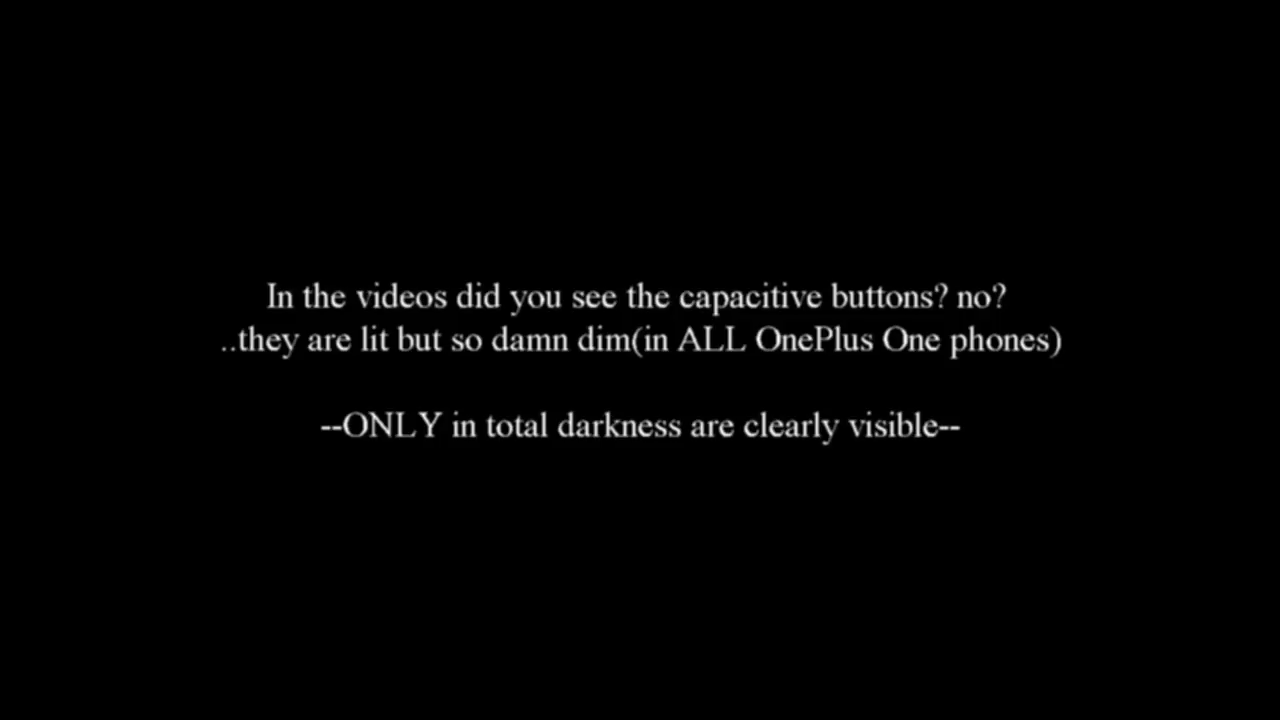 In the videos did you see the capacitive buttons? no?
..they are lit but so damn dim(in ALL OnePlus One phones)
--ONLY in total darkness are clearly visible--